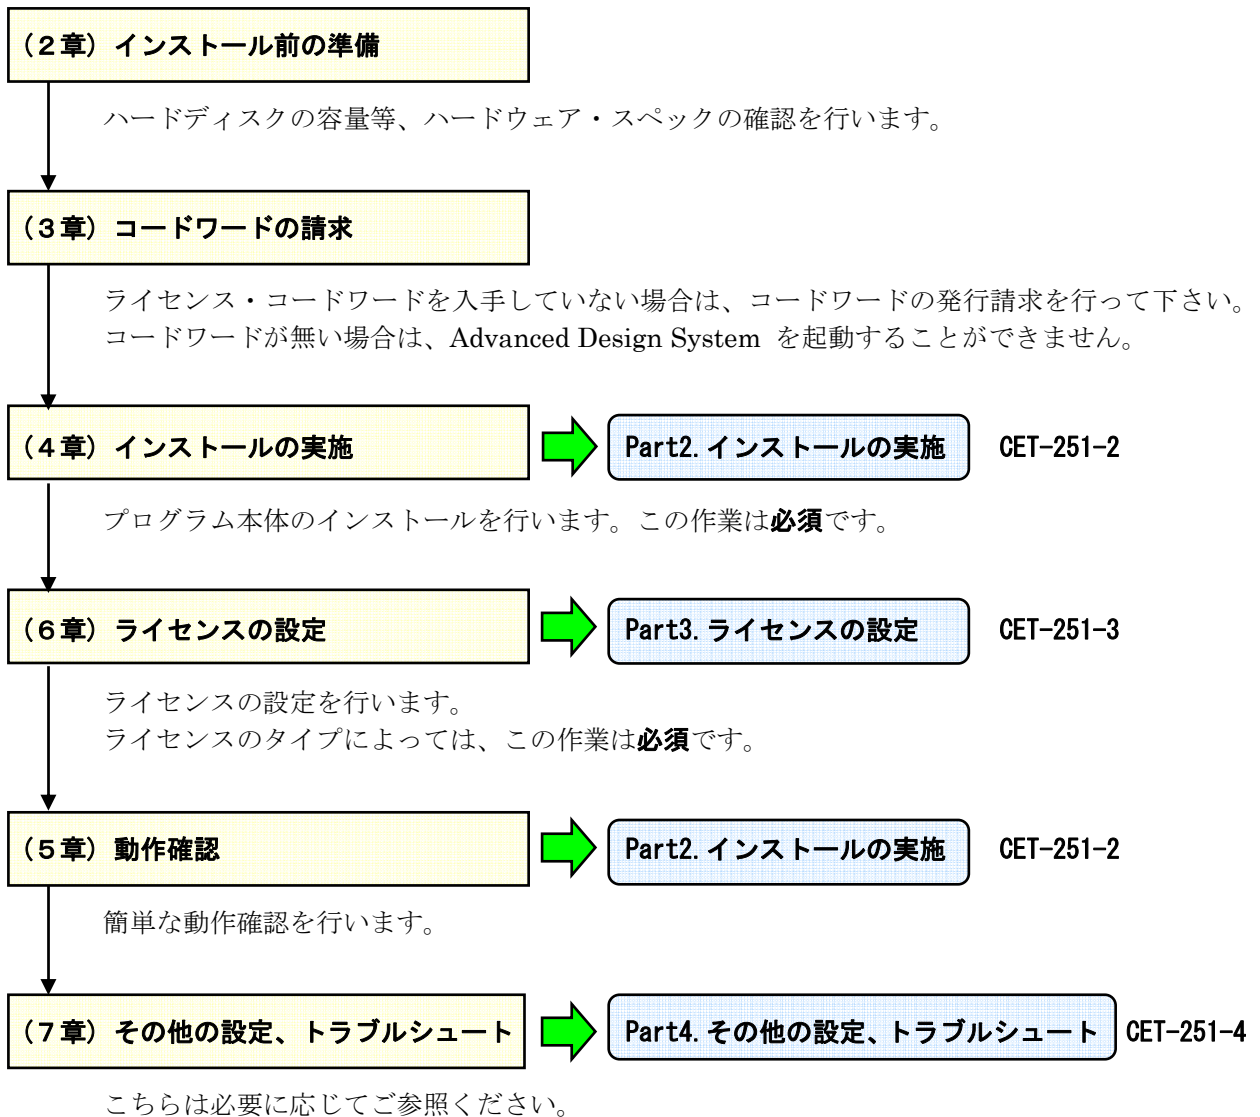 (2章) インストール前の準備
ハードディスクの容量等、ハードウェア・スペックの確認を行います。
(3章) コードワードの請求
ライセンス・コードワードを入手していない場合は、コードワードの発行請求を行って下さい。
コードワードが無い場合は、Advanced Design System を起動することができません。
(4章) インストールの実施 Part2. インストールの実施 CET-251-2
プログラム本体のインストールを行います。この作業は必須です。
(6章) ライセンスの設定 Part3. ライセンスの設定 CET-251-3
ライセンスの設定を行います。
ライセンスのタイプによっては、この作業は必須です。
(5章) 動作確認 Part2. インストールの実施 CET-251-2
簡単な動作確認を行います。
(7章) その他の設定、トラブルシュート Part4. その他の設定、トラブルシュート CET-251-4
こちらは必要に応じてご参照ください。